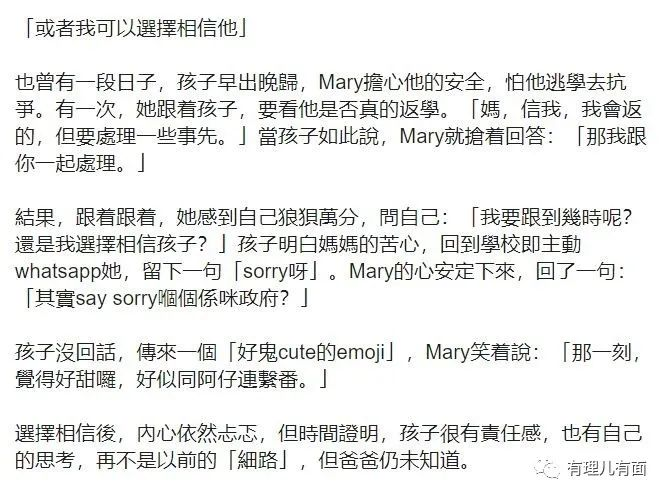 「或者我可以選擇相信他」
也曾有一段日子，孩子早出晚歸，Mary擔心他的安全，怕他逃學去抗
爭。有一次，她跟着孩子，要看他是否真的返學。「媽，信我，我會返
的，但要處理一些事先。」當孩子如此說，Mary就搶着回答：「那我跟
你一起處理。」
結果，跟着跟着，她感到自己狼狽萬分，問自己：「我要跟到幾時呢？
還是我選擇相信孩子？」孩子明白媽媽的苦心，回到學校即主動
whatsapp她，留下一句「sorry呀」。Mary的心安定下來，回了一句：
「其實say sorry嗰個係咪政府？」
孩子沒回話，傳來一個「好鬼cute的emoji」，Mary笑着說：「那一刻，
覺得好甜囉，好似同阿仔連繫番。」
選擇相信後，內心依然忐忑，但時間證明，孩子很有責任感，也有自己
的思考，再不是以前的「細路」，但爸爸仍未知道。
有理儿有面